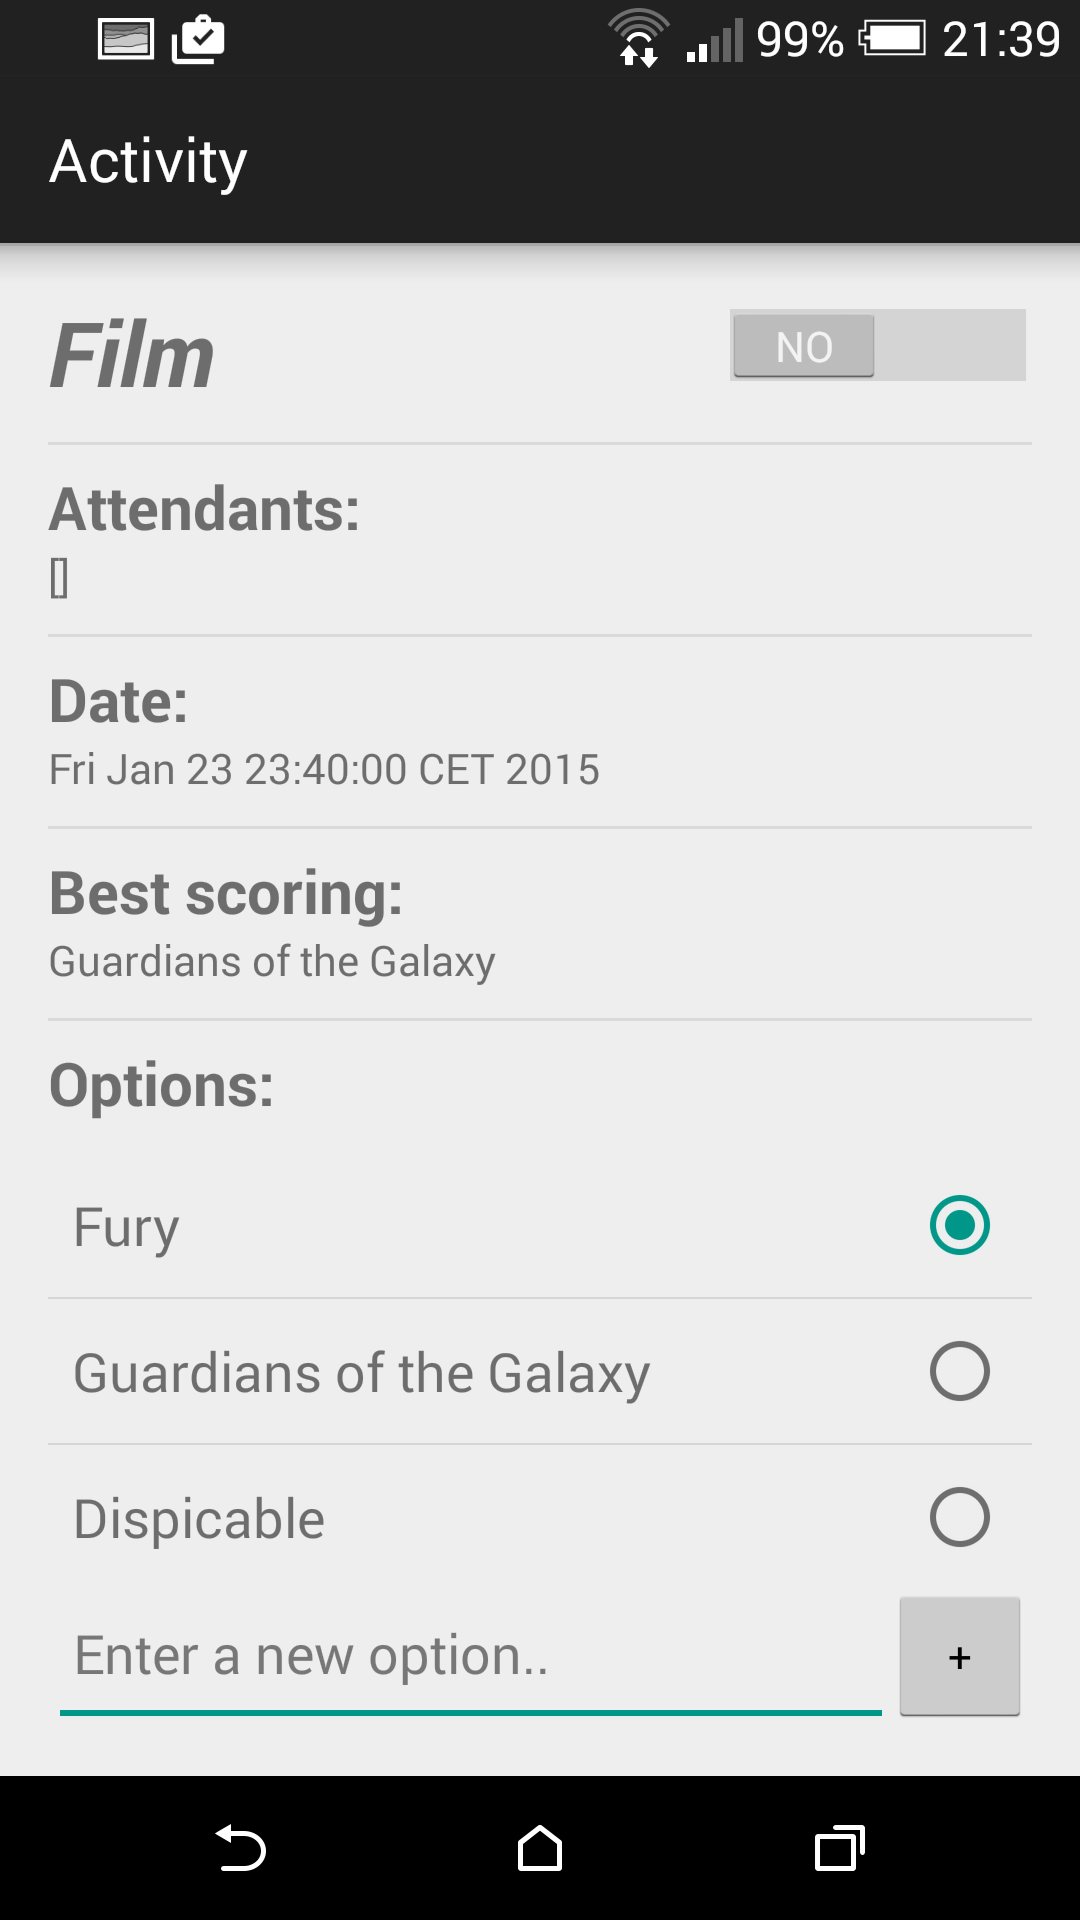 99% 21:39
Activity
Film NO
Attendants:
[]
Date:
Fri Jan 23 23:40:00 CET 2015
Best scoring:
Guardians of the Galaxy
Options:
Fury
Guardians of the Galaxy
Dispicable
Enter a new option.. +